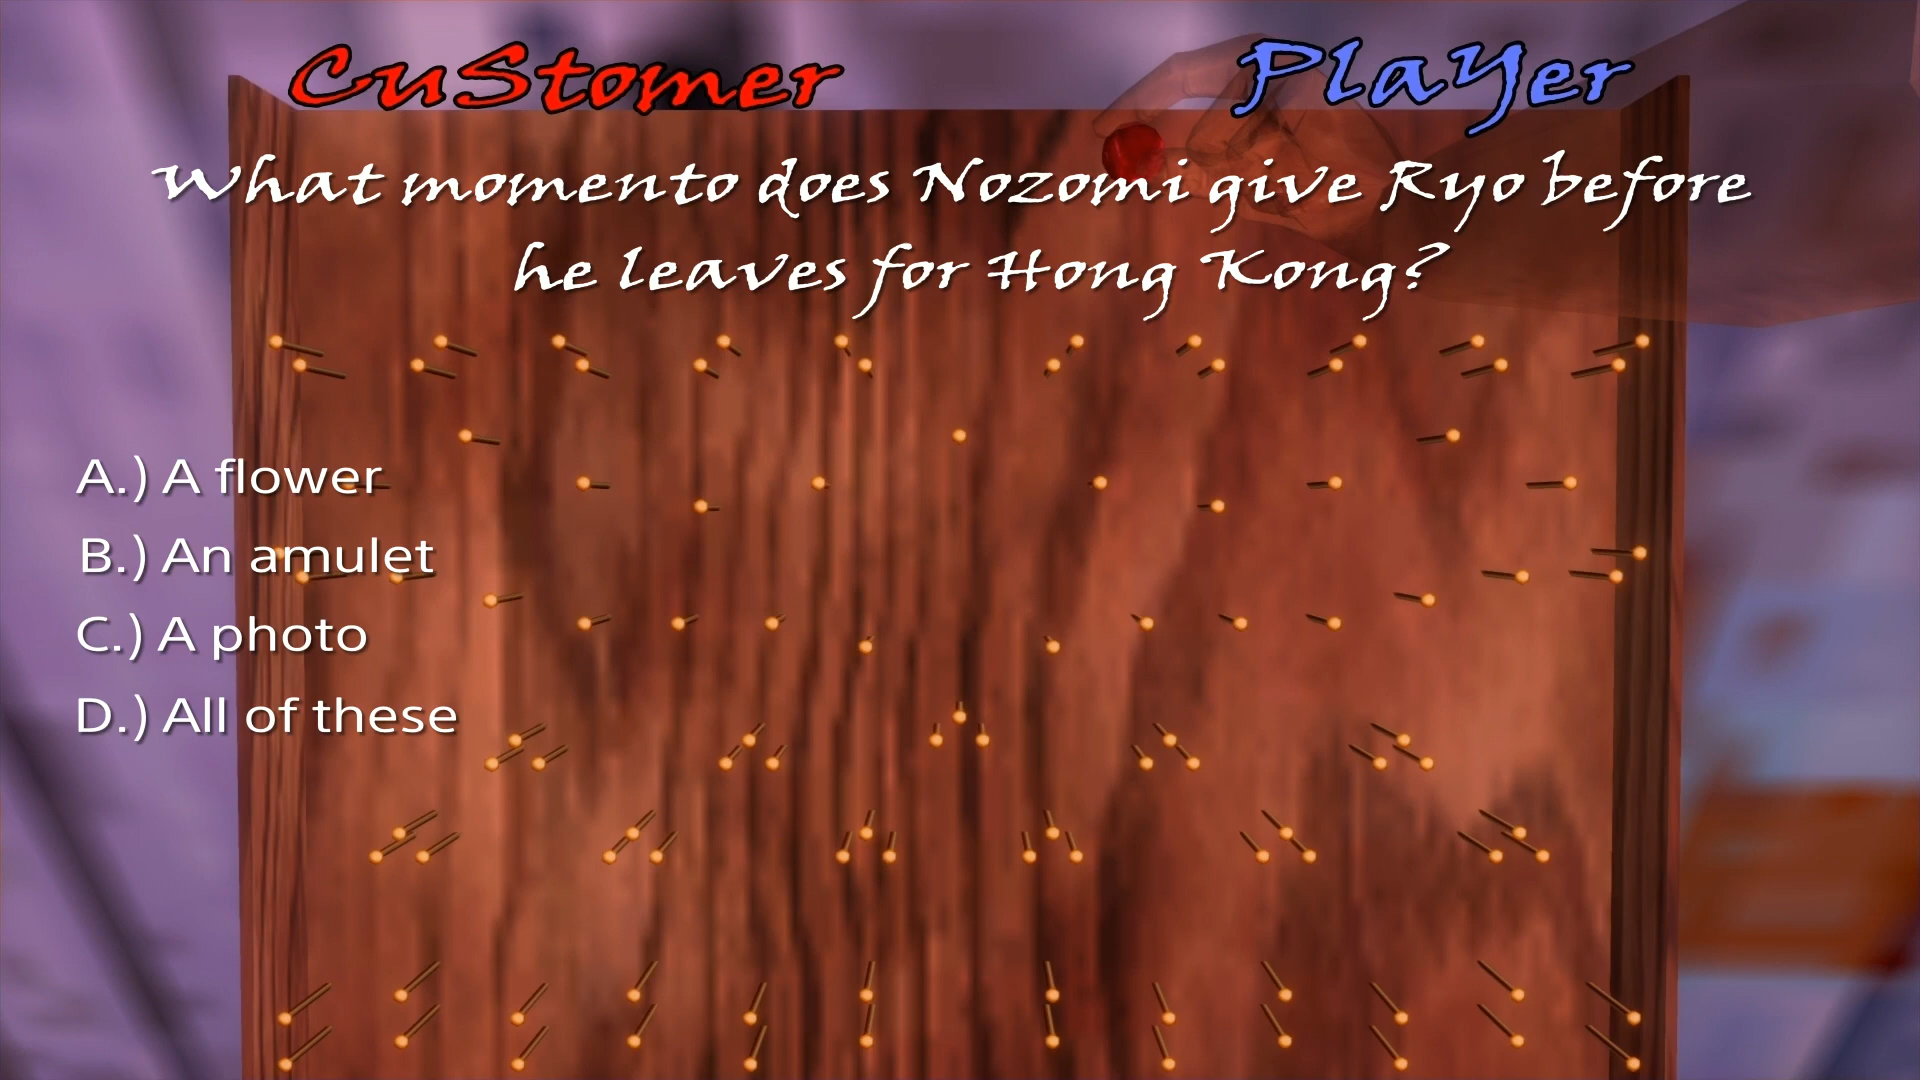 CuStomer PlaYer
What momento does Nozomi give Ryo before
he leaves for Hong Kong?
A.) A flower
B.) An amulet
C.) A photo
D.) All of these